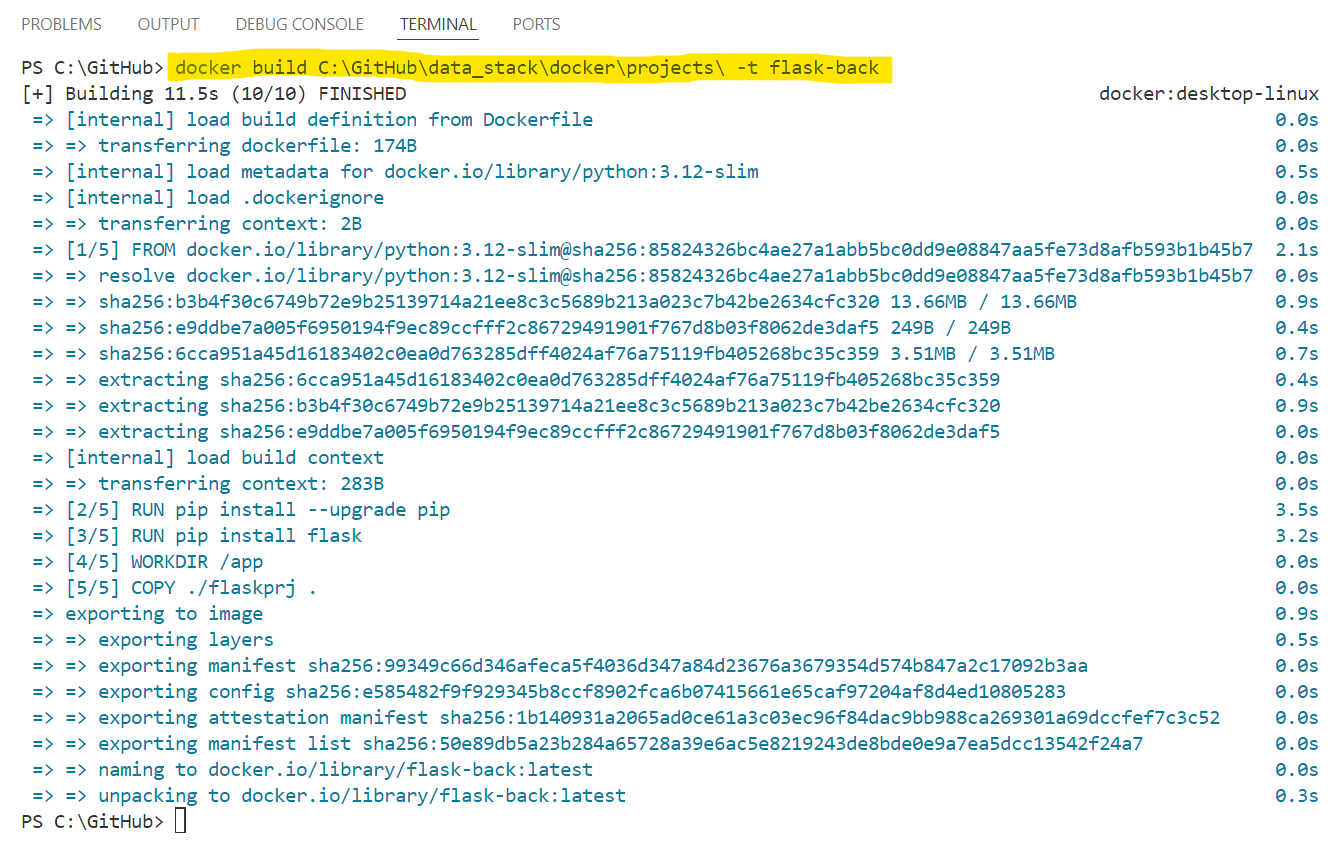 PROBLEMS OUTPUT DEBUG CONSOLE TERMINAL PORTS
PS C:\GitHub> docker build C:\GitHub\data_stack\docker\projects\ -t flask-back
[+] Building 11.5s (10/10) FINISHED docker:desktop-linux
=> [internal] load build definition from Dockerfile 0.0s
=> => transferring dockerfile: 174B 0.0s
=> [internal] load metadata for docker.io/library/python:3.12-slim 0.5s
=> [internal] load .dockerignore 0.0s
=> => transferring context: 2B 0.0s
=> [1/5] FROM docker.io/library/python:3.12-slim@sha256:85824326bc4ae27a1abb5bc0dd9e08847aa5fe73d8afb593b1b45b7 2.1s
=> => resolve docker.io/library/python:3.12-slim@sha256:85824326bc4ae27a1abb5bc0dd9e08847aa5fe73d8afb593b1b45b7 0.0s
=> => sha256:b3b4f30c6749b72e9b25139714a21ee8c3c5689b213a023c7b42be2634cfc320 13.66MB / 13.66MB 0.9s
=> => sha256:e9ddbe7a005f6950194f9ec89ccfff2c86729491901f767d8b03f8062de3daf5 249B / 249B 0.4s
=> => sha256:6cca951a45d16183402c0ea0d763285dff4024af76a75119fb405268bc35c359 3.51MB / 3.51MB 0.7s
=> => extracting sha256:6cca951a45d16183402c0ea0d763285dff4024af76a75119fb405268bc35c359 0.4s
=> => extracting sha256:b3b4f30c6749b72e9b25139714a21ee8c3c5689b213a023c7b42be2634cfc320 0.9s
=> => extracting sha256:e9ddbe7a005f6950194f9ec89ccfff2c86729491901f767d8b03f8062de3daf5 0.0s
=> [internal] load build context 0.0s
=> => transferring context: 283B 0.0s
=> [2/5] RUN pip install --upgrade pip 3.5s
=> [3/5] RUN pip install flask 3.2s
=> [4/5] WORKDIR /app 0.0s
=> [5/5] COPY ./flaskprj . 0.0s
=> exporting to image 0.9s
=> => exporting layers 0.5s
=> => exporting manifest sha256:99349c66d346afeca5f4036d347a84d23676a3679354d574b847a2c17092b3aa 0.0s
=> => exporting config sha256:e585482f9f929345b8ccf8902fca6b07415661e65caf97204af8d4ed10805283 0.0s
=> => exporting attestation manifest sha256:1b140931a2065ad0ce61a3c03ec96f84dac9bb988ca269301a69dccfef7c3c52 0.0s
=> => exporting manifest list sha256:50e89db5a23b284a65728a39e6ac5e8219243de8bde0e9a7ea5dcc13542f24a7 0.0s
=> => naming to docker.io/library/flask-back:latest 0.0s
=> => unpacking to docker.io/library/flask-back:latest 0.3s
PS C:\GitHub>